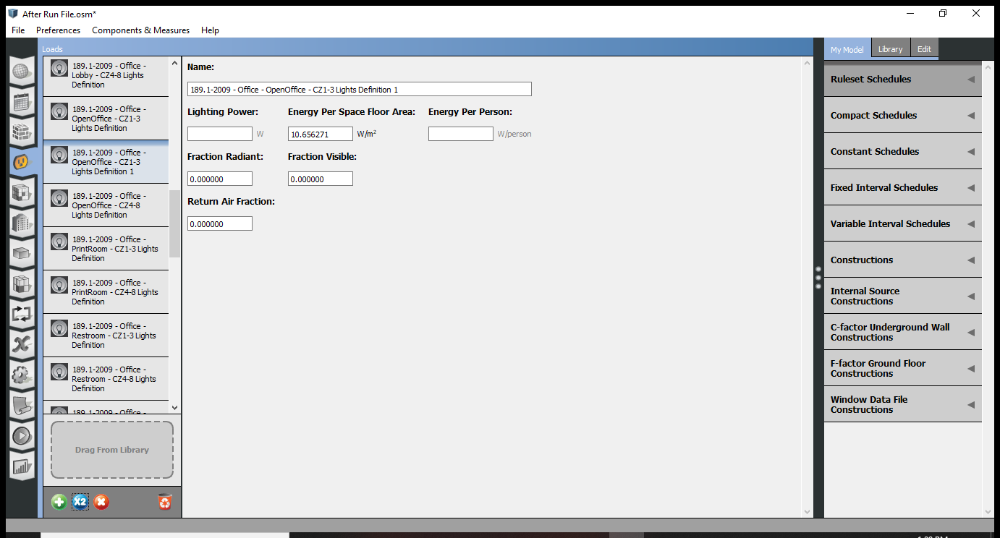 After Run File.osm*
File Preferences Components & Measures Help
Loads
My Model Library Edit
189.1-2009 - Office -
Lobby - CZ4-8 Lights
Definition
189.1-2009 - Office -
OpenOffice - CZ1-3
Lights Definition
189.1-2009 - Office -
OpenOffice - CZ1-3
Lights Definition 1
189.1-2009 - Office -
OpenOffice - CZ4-8
Lights Definition
189.1-2009 - Office -
PrintRoom - CZ1-3 Lights
Definition
189.1-2009 - Office -
PrintRoom - CZ4-8 Lights
Definition
189.1-2009 - Office -
Restroom - CZ1-3 Lights
Definition
189.1-2009 - Office -
Restroom - CZ4-8 Lights
Definition
189.1-2009 - Office -
Drag From Library
X2
Name:
189.1-2009 - Office - OpenOffice - CZ1-3 Lights Definition 1
Lighting Power: Energy Per Space Floor Area: Energy Per Person:
W 10.656271 W/m² W/person
Fraction Radiant: Fraction Visible:
0.000000 0.000000
Return Air Fraction:
0.000000
Ruleset Schedules
Compact Schedules
Constant Schedules
Fixed Interval Schedules
Variable Interval Schedules
Constructions
Internal Source
Constructions
C-factor Underground Wall
Constructions
F-factor Ground Floor
Constructions
Window Data File
Constructions